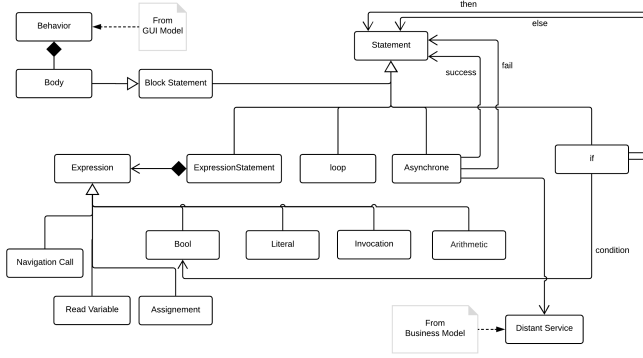 then
else
Behavior
From
GUI Model
Statement
fail
success
Body
Block Statement
Expression
ExpressionStatement
loop
Asynchrone
if
Bool
Literal
Invocation
Arithmetic
condition
Navigation Call
Read Variable
Assignement
From
Business Model
Distant Service